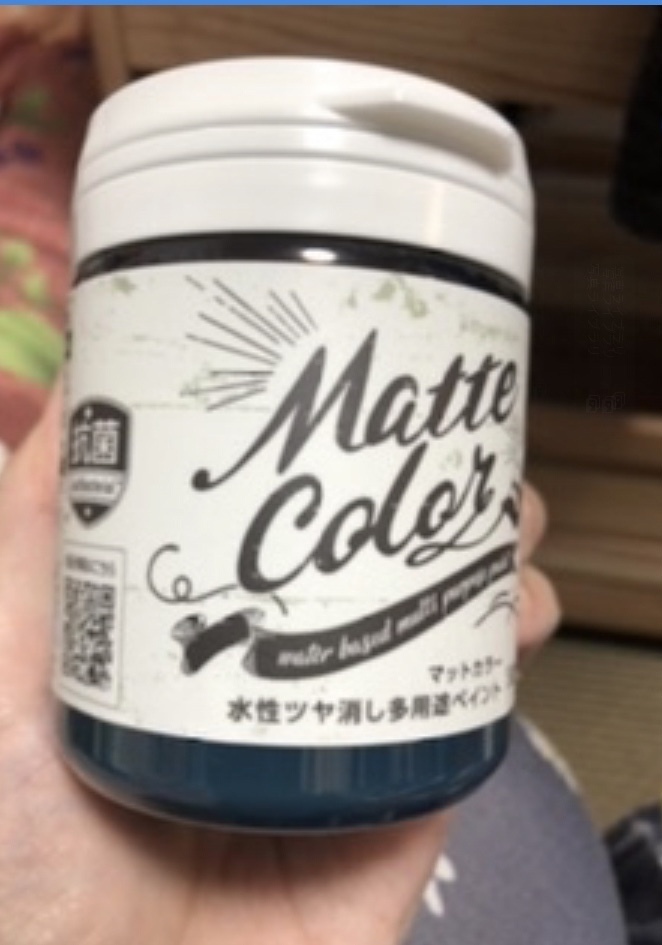 Matte
Color
water based multi purpose paint
マットカラー
水性ツヤ消し多用途ペイント
抗菌